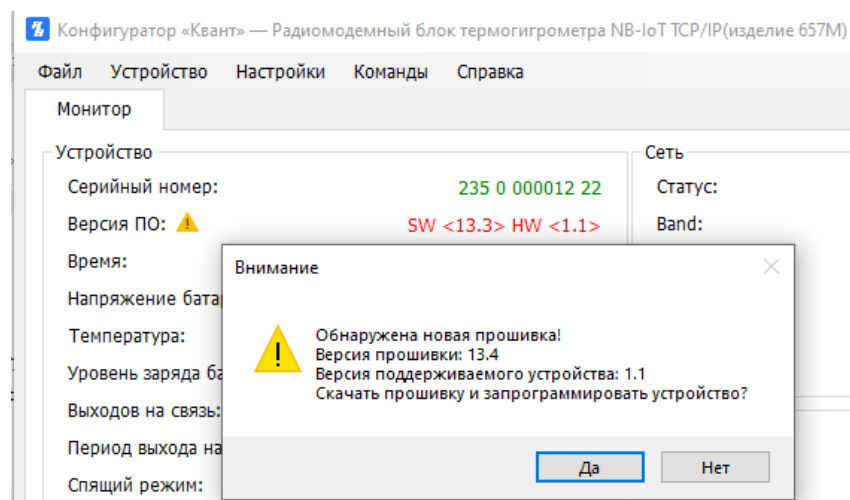 Конфигуратор «Квант» — Радиомодемный блок термогигрометра NB-IoT TCP/IP(изделие 657М)
Файл Устройство Настройки Команды Справка
Монитор
Устройство
Сеть
Серийный номер: 235 0 000012 22
Статус:
Версия ПО: SW <13.3> HW <1.1>
Band:
Время:
Напряжение бата
Температура:
Уровень заряда ба
Выходов на связь:
Период выхода на
Спящий режим:
Внимание
Обнаружена новая прошивка!
Версия прошивки: 13.4
Версия поддерживаемого устройства: 1.1
Скачать прошивку и запрограммировать устройство?
Да Нет